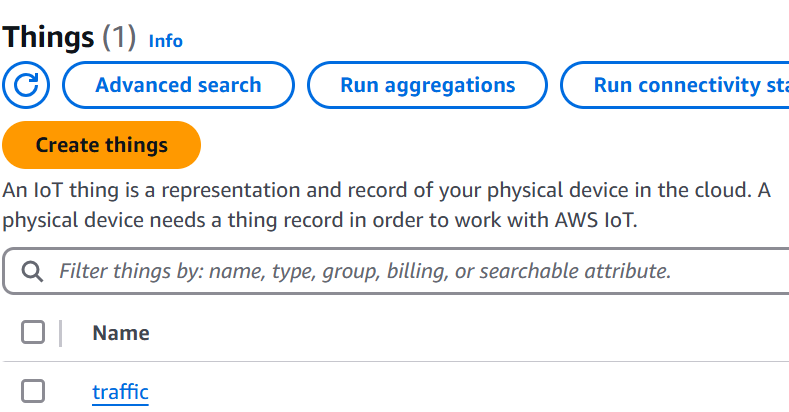 Things (1) Info
Advanced search Run aggregations Run connectivity
Create things
An IoT thing is a representation and record of your physical device in the cloud. A
physical device needs a thing record in order to work with AWS IoT.
Filter things by: name, type, group, billing, or searchable attribute.
Name
traffic